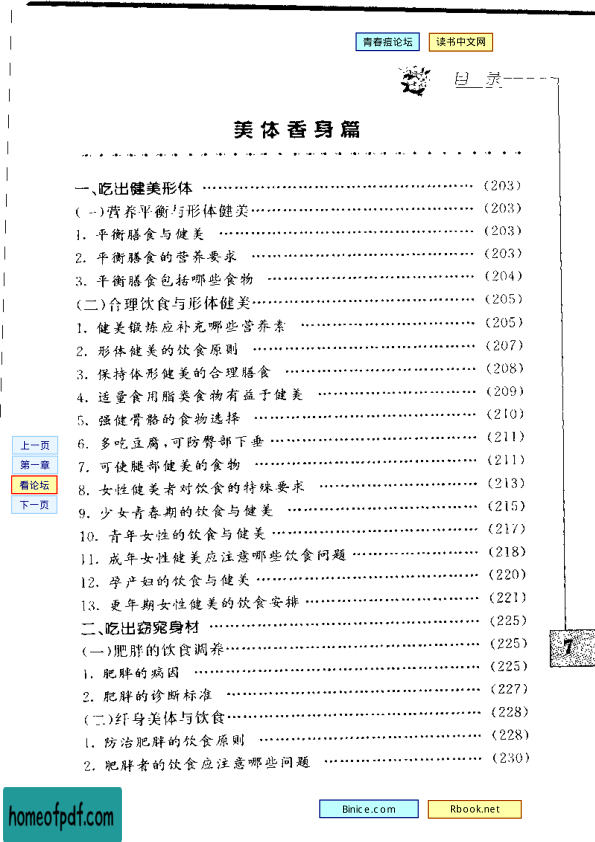 青春痘论坛 读书中文网
目 录
美体香身篇
一、吃出健美形体 (203)
(一)营养平衡与形体健美 (203)
1. 平衡膳食与健美 (203)
2. 平衡膳食的营养要求 (203)
3. 平衡膳食包括哪些食物 (204)
(二)合理饮食与形体健美 (205)
1. 健美锻炼应补充哪些营养素 (205)
2. 形体健美的饮食原则 (207)
3. 保持体形健美的合理膳食 (208)
4. 适量食用脂类食物有益于健美 (209)
5. 强健骨骼的食物选择 (210)
6. 多吃豆腐,可防臀部下垂 (211)
7. 可使腿部健美的食物 (211)
8. 女性健美者对饮食的特殊要求 (213)
9. 少女青春期的饮食与健美 (215)
10. 青年女性的饮食与健美 (217)
11. 成年女性健美应注意哪些饮食问题 (218)
12. 孕产妇的饮食与健美 (220)
13. 更年期女性健美的饮食安排 (221)
二、吃出窈窕身材 (225)
(一)肥胖的饮食调养 (225)
1. 肥胖的病因 (225)
2. 肥胖的诊断标准 (227)
(二)纤身美体与饮食 (228)
1. 防治肥胖的饮食原则 (228)
2. 肥胖者的饮食应注意哪些问题 (230)
上一页
第一章
看论坛
下一页
7
Binice.com Rbook.net
homeofpdf.com